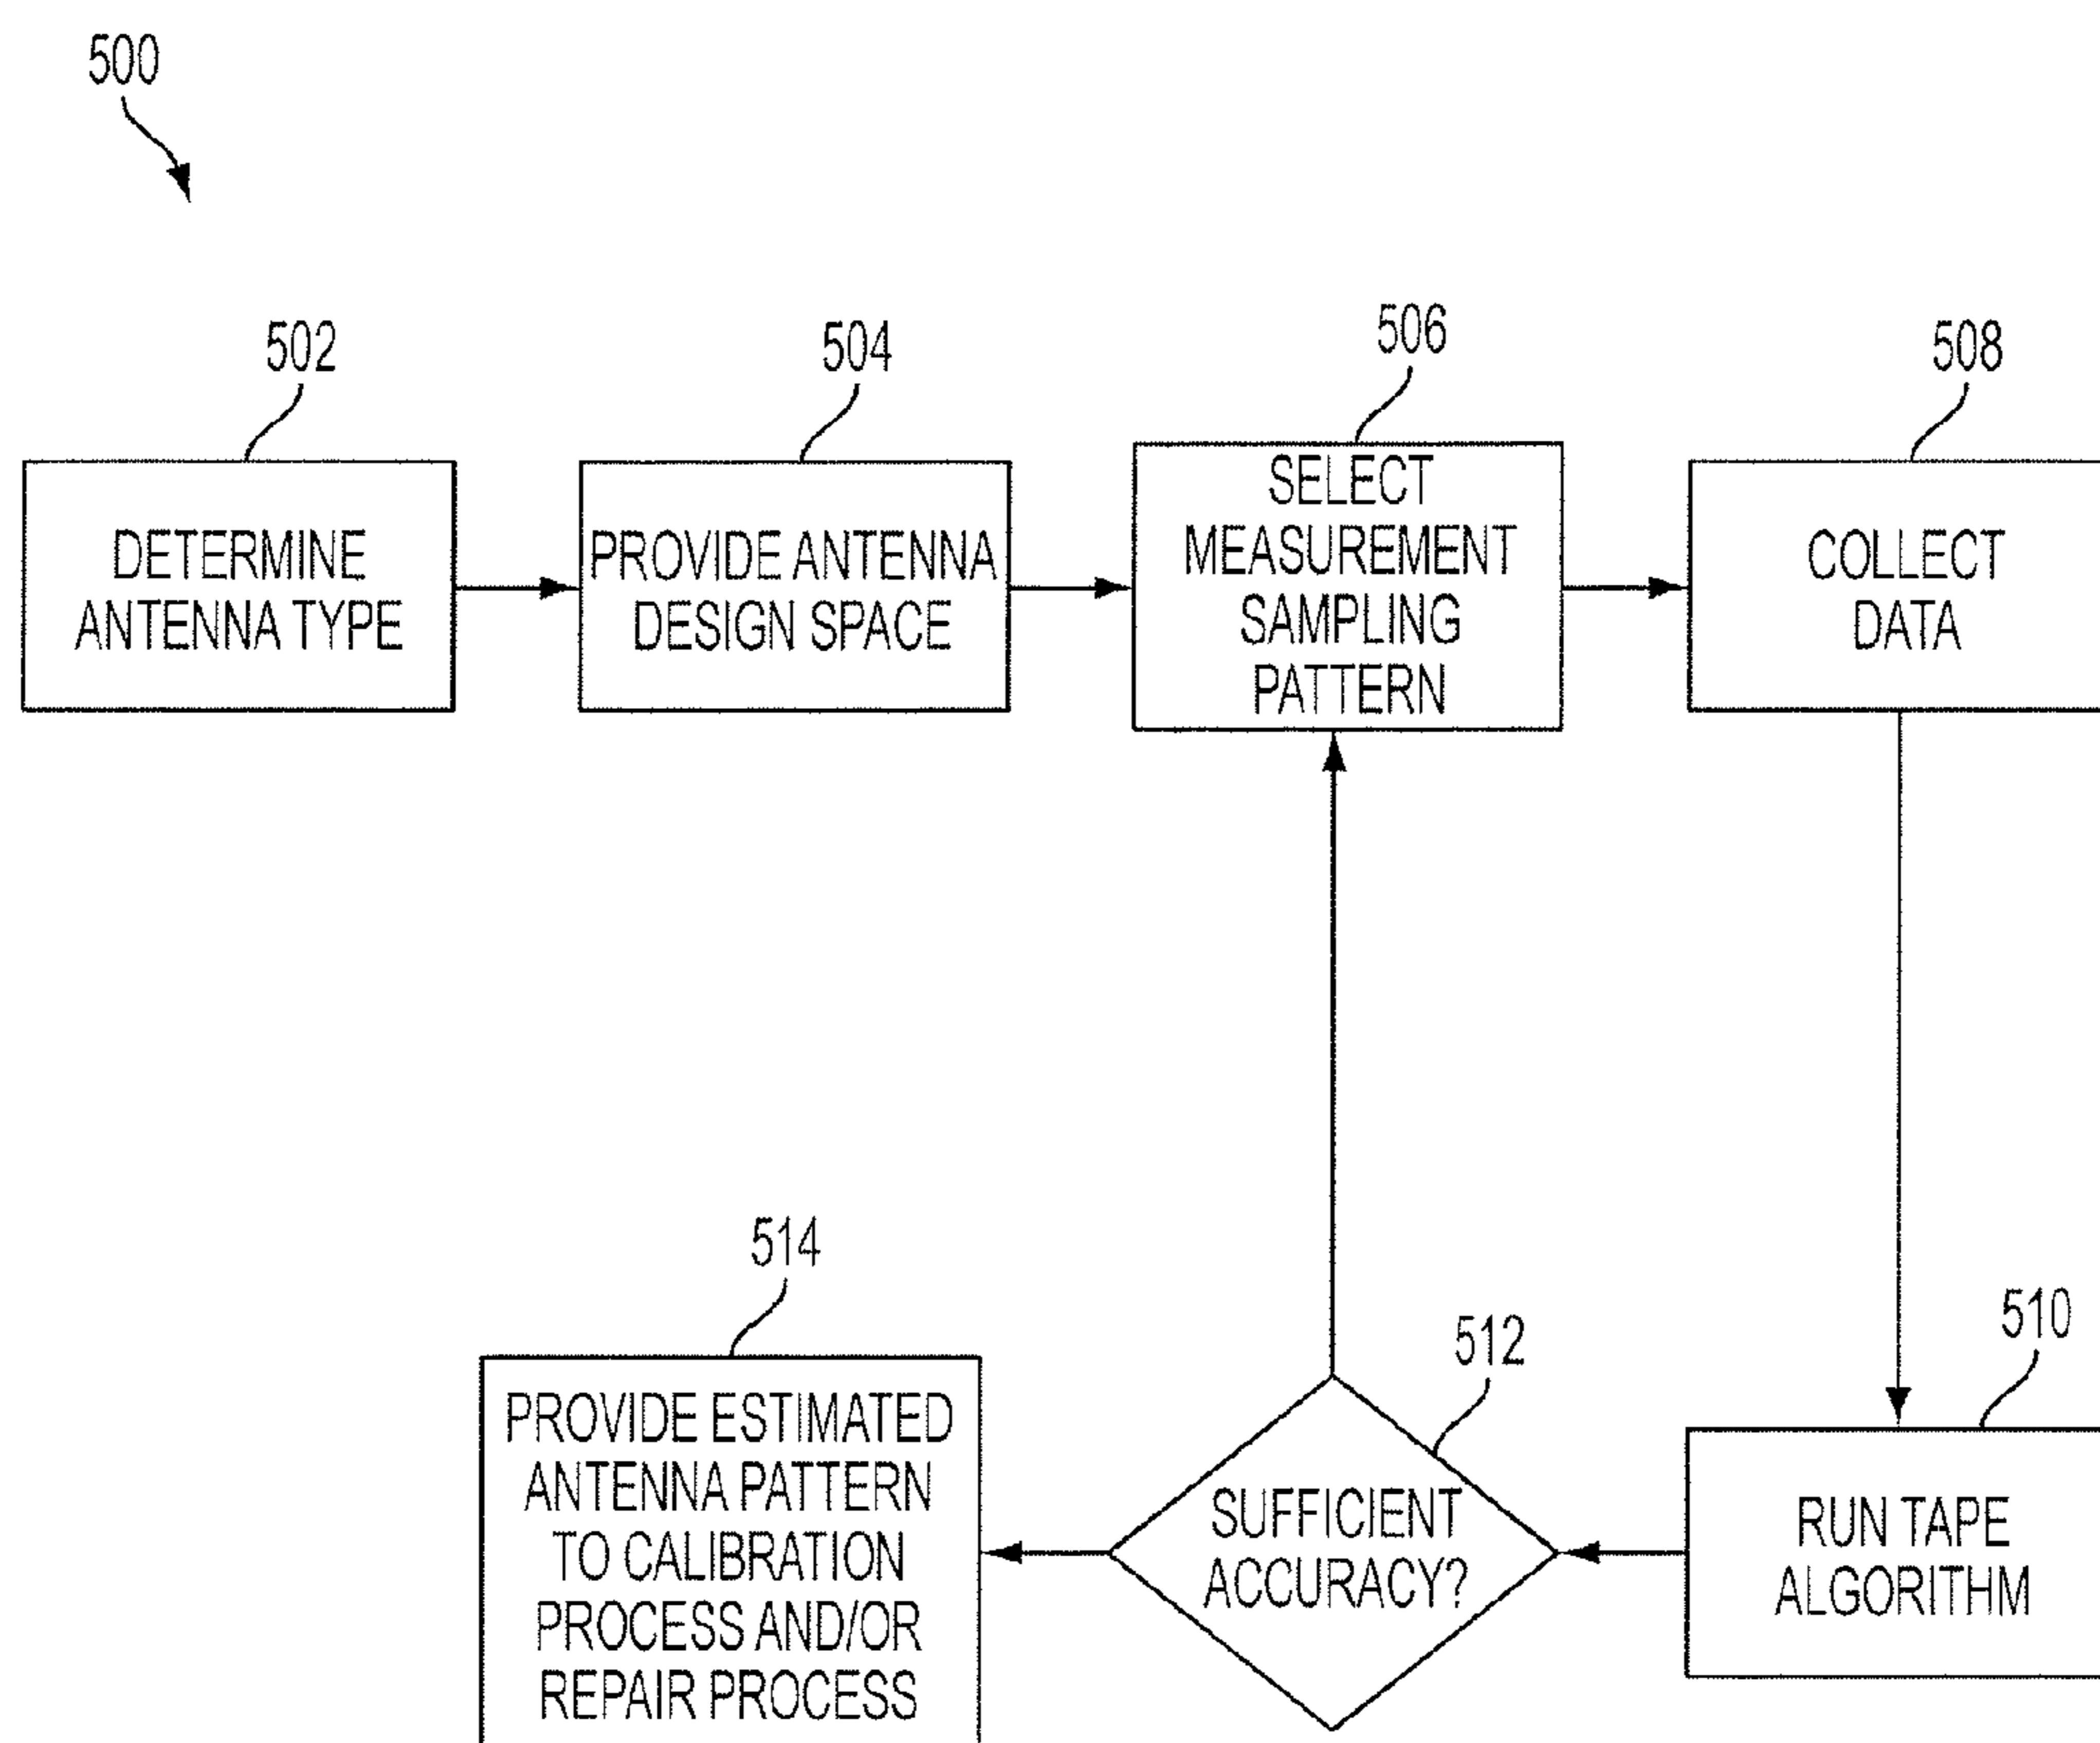 500
502
504
506
508
DETERMINE
ANTENNA TYPE
PROVIDE ANTENNA
DESIGN SPACE
SELECT
MEASUREMENT
SAMPLING
PATTERN
COLLECT
DATA
514
512
510
PROVIDE ESTIMATED
ANTENNA PATTERN
TO CALIBRATION
PROCESS AND/OR
REPAIR PROCESS
SUFFICIENT
ACCURACY?
RUN TAPE
ALGORITHM